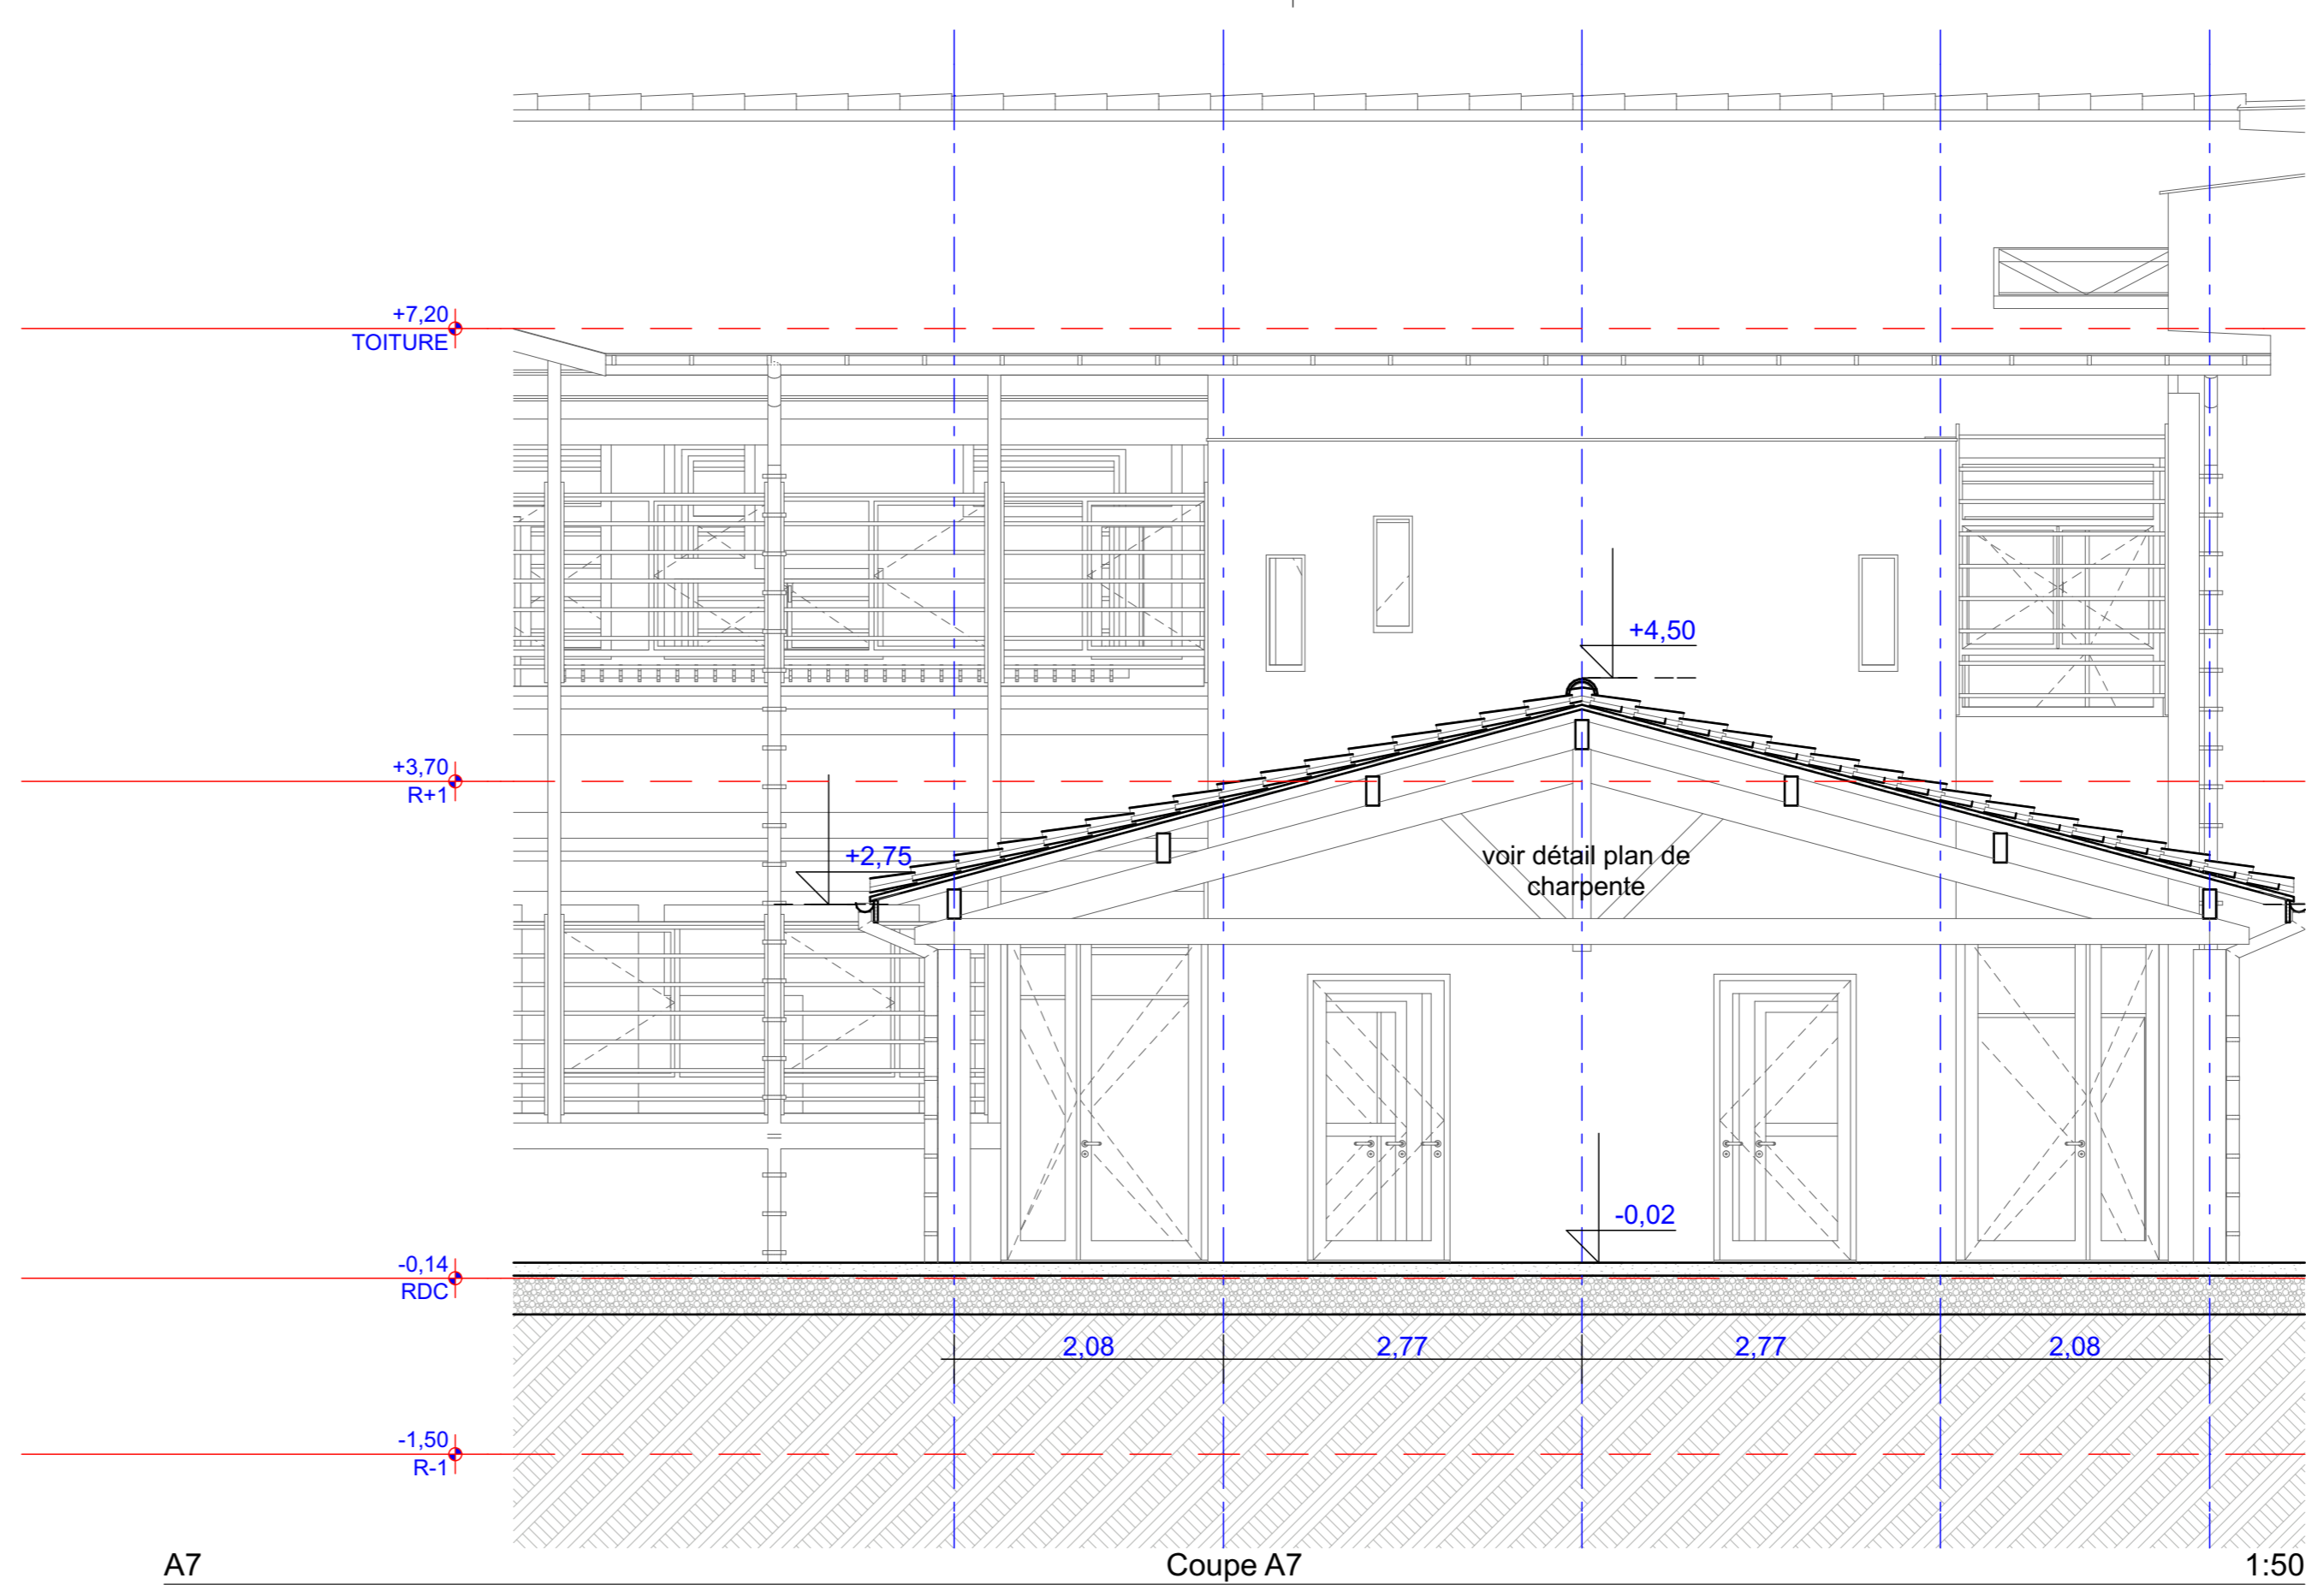 +7,20
TOITURE
+4,50
+3,70
R+1
+2,75
voir détail plan de
charpente
-0,02
-0,14
RDC
2,08 2,77 2,77 2,08
-1,50
R-1
A7 Coupe A7 1:50